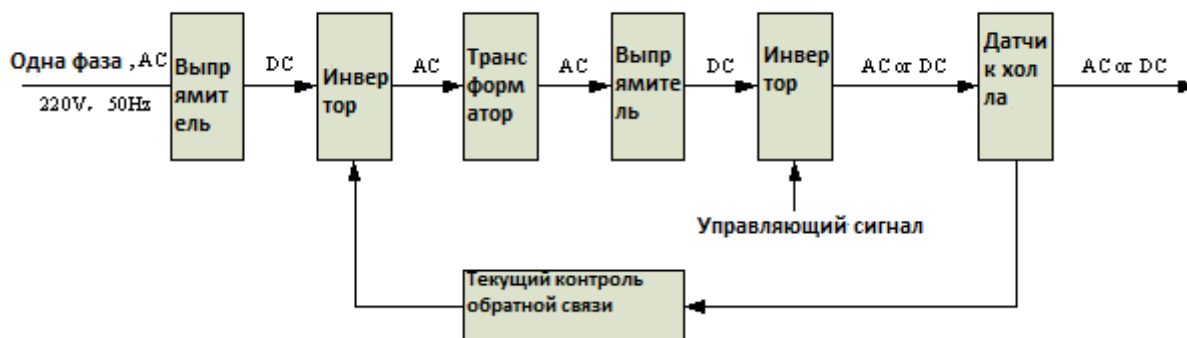 Одна фаза , AC
220V, 50Hz
Выпр
ямит
ель
DC
Инвер
тор
AC
Транс
форм
атор
AC
Выпр
ямите
ль
DC
Инвер
тор
AC or DC
Датчи
к хол
ла
AC or DC
Управляющий сигнал
Текущий контроль
обратной связи